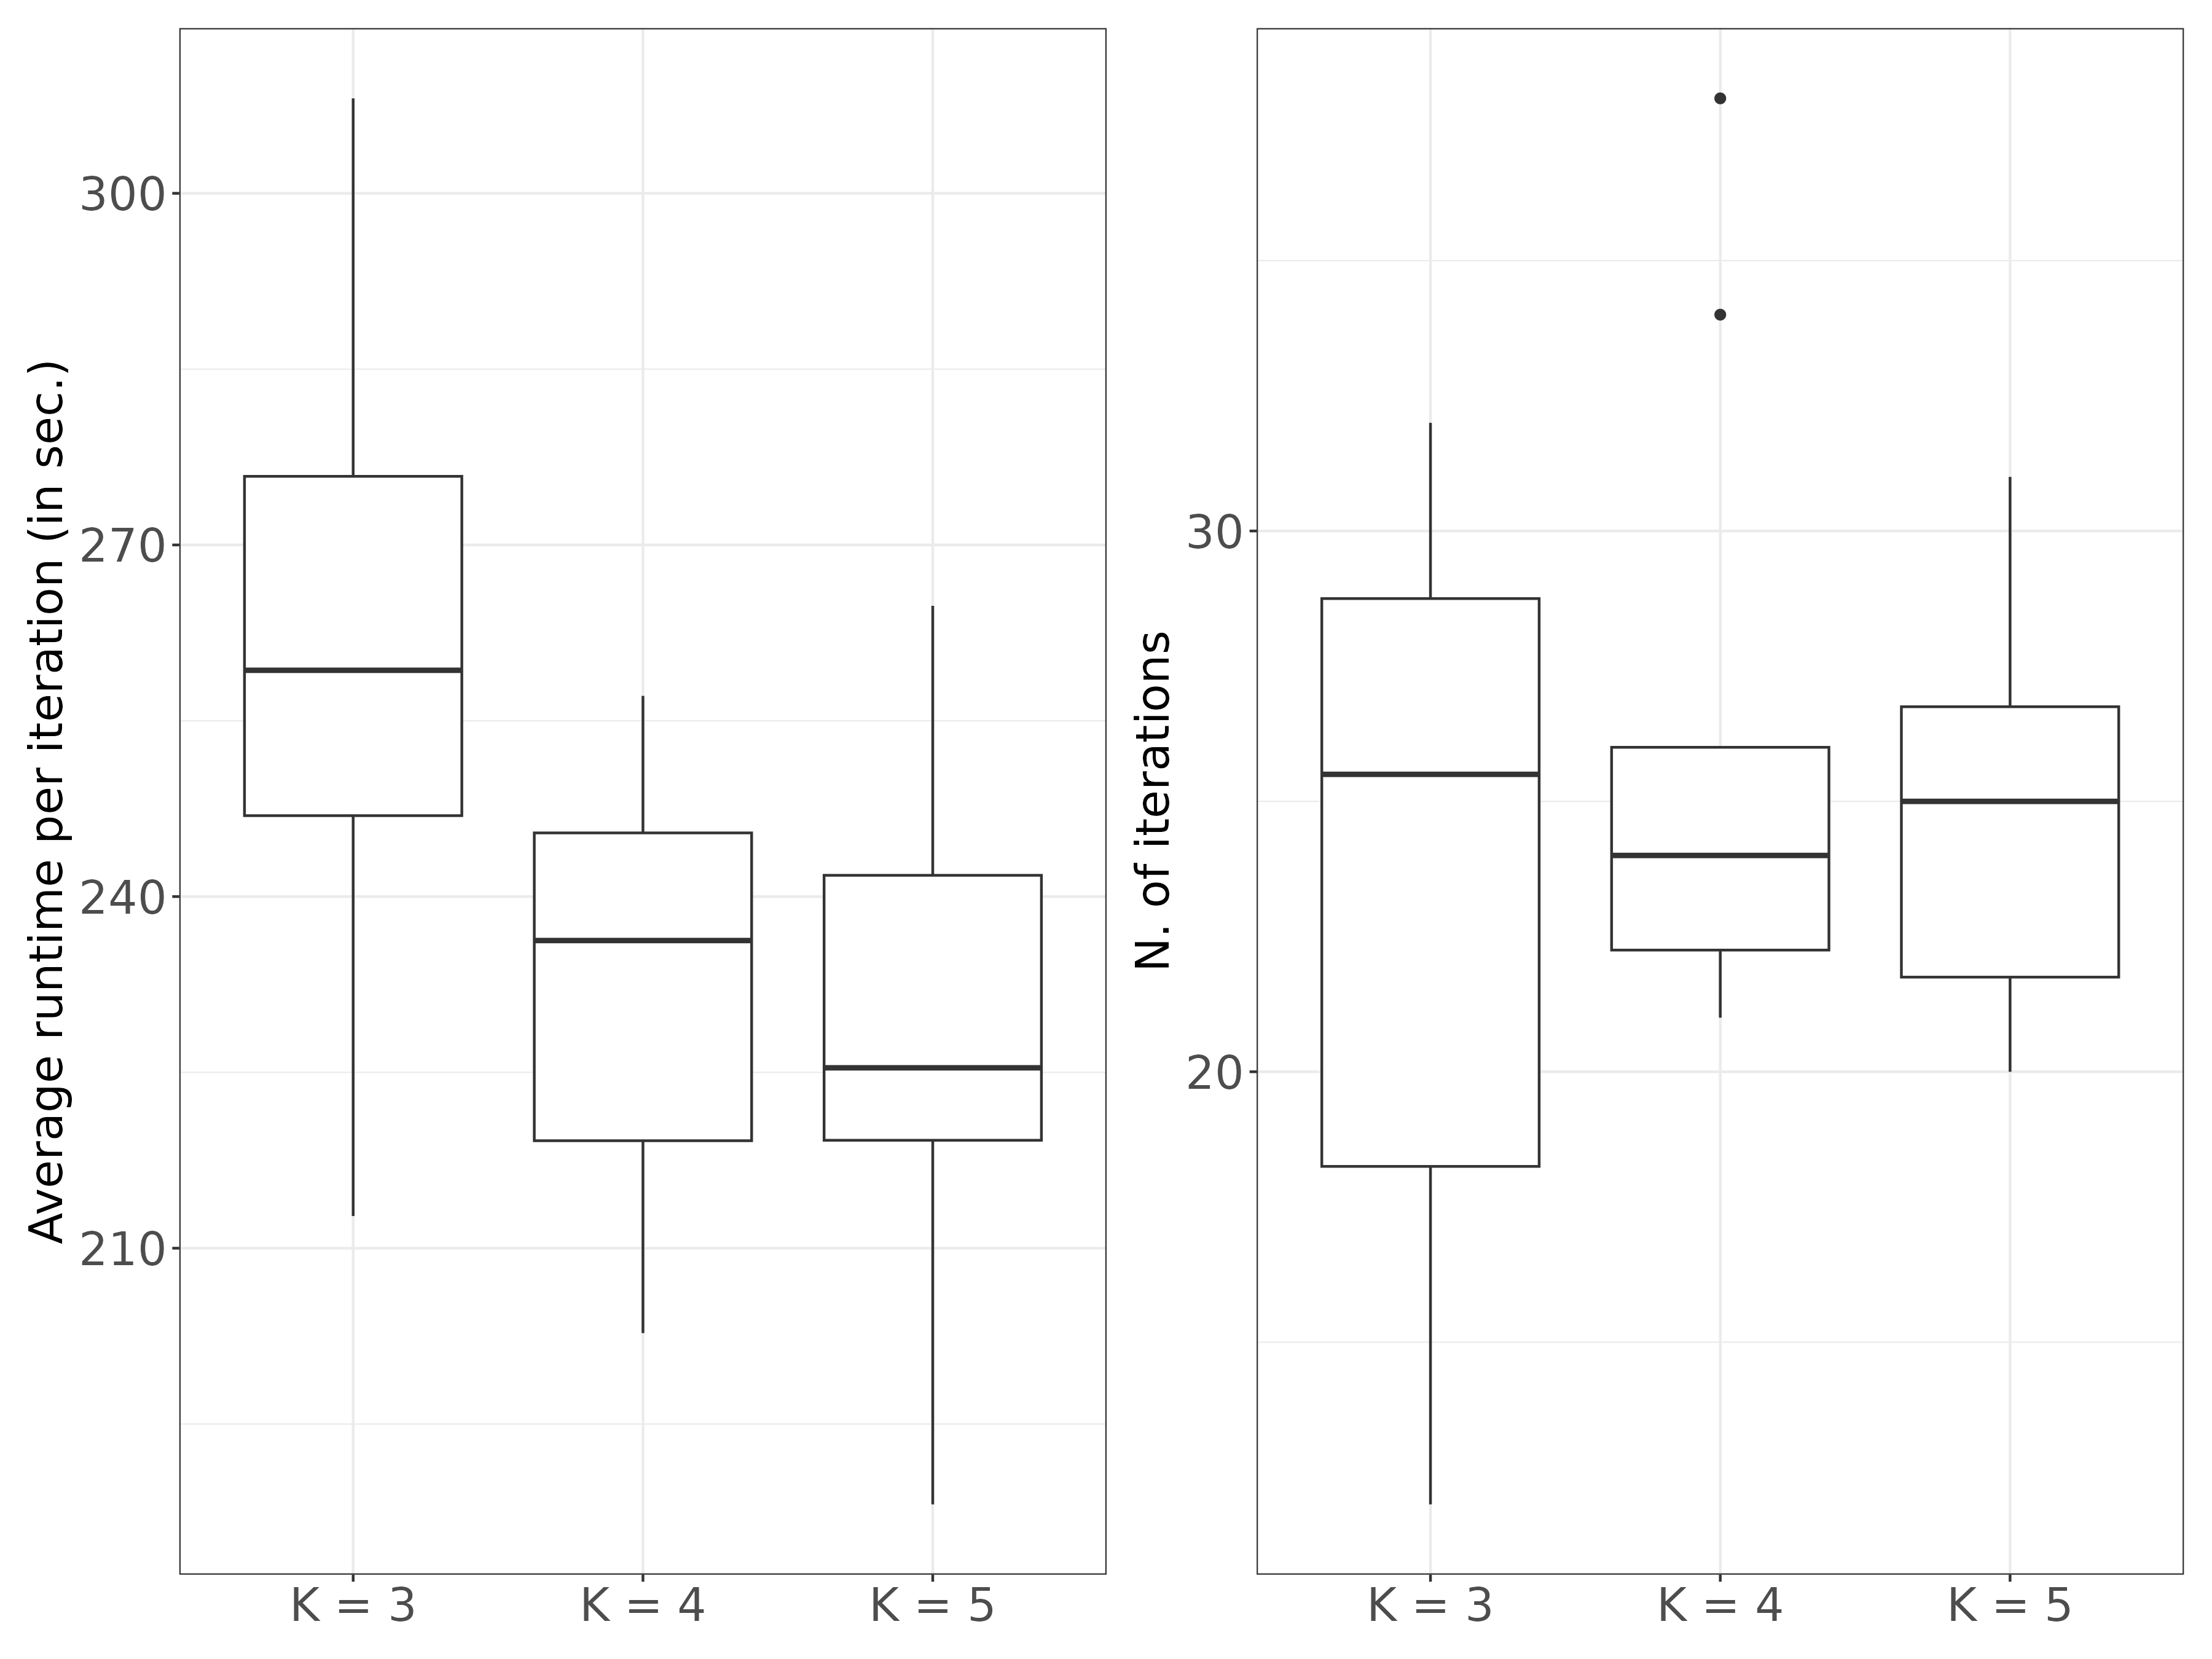 Average runtime per iteration (in sec.)
300
270
240
210
K = 3
K = 4
K = 5
N. of iterations
30
20
K = 3
K = 4
K = 5